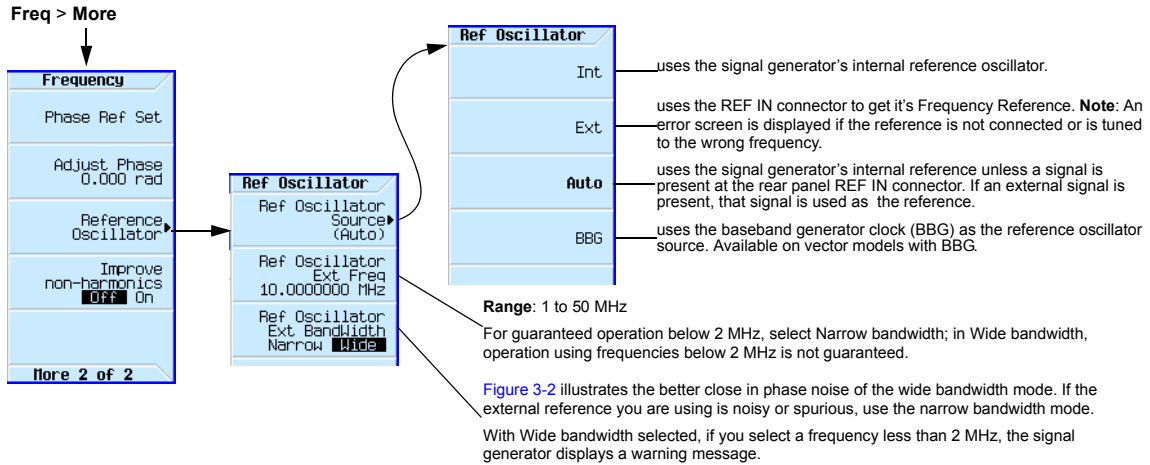 Freq > More
Frequency
Phase Ref Set
Adjust Phase
0.000 rad
Reference
Oscillator
Improve
non-harmonics
Off On
More 2 of 2
Ref Oscillator
Ref Oscillator
Source
(Auto)
Ref Oscillator
Ext Freq
10.0000000 MHz
Ref Oscillator
Ext BandWidth
Narrow Wide
Ref Oscillator
Int
Ext
Auto
BBG
uses the signal generator's internal reference oscillator.
uses the REF IN connector to get it's Frequency Reference. Note: An
error screen is displayed if the reference is not connected or is tuned
to the wrong frequency.
uses the signal generator's internal reference unless a signal is
present at the rear panel REF IN connector. If an external signal is
present, that signal is used as the reference.
uses the baseband generator clock (BBG) as the reference oscillator
source. Available on vector models with BBG.
Range: 1 to 50 MHz
For guaranteed operation below 2 MHz, select Narrow bandwidth; in Wide bandwidth,
operation using frequencies below 2 MHz is not guaranteed.
Figure 3-2 illustrates the better close in phase noise of the wide bandwidth mode. If the
external reference you are using is noisy or spurious, use the narrow bandwidth mode.
With Wide bandwidth selected, if you select a frequency less than 2 MHz, the signal
generator displays a warning message.